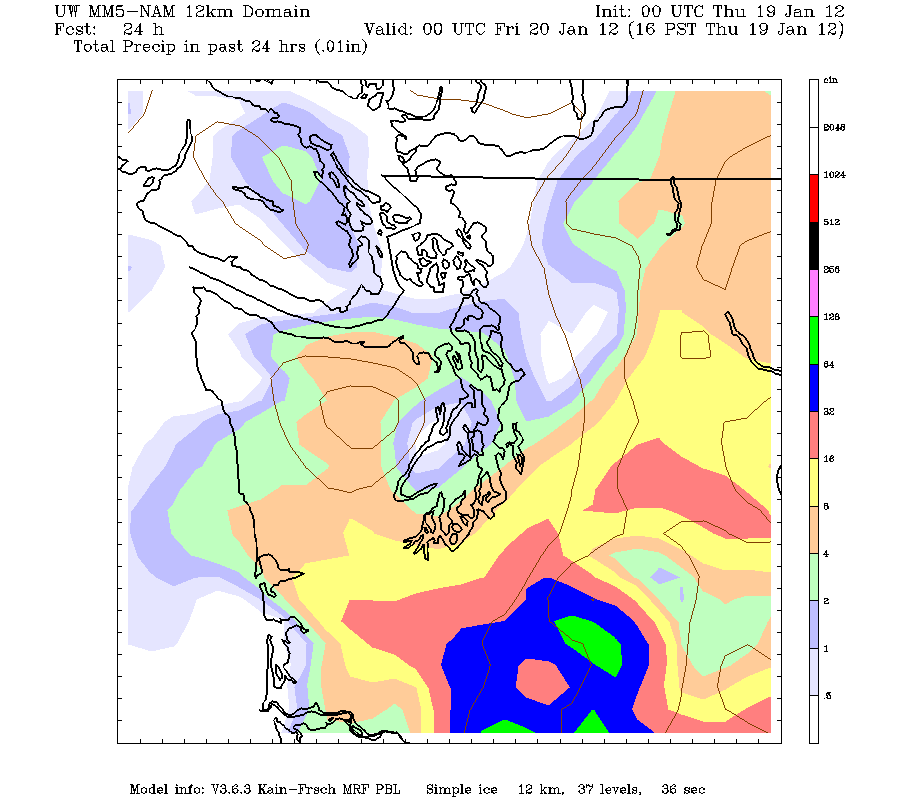 UW MM5-NAM 12km Domain Init: 00 UTC Thu 19 Jan 12
Fcst: 24 h Valid: 00 UTC Fri 20 Jan 12 (16 PST Thu 19 Jan 12)
Total Precip in past 24 hrs (.01in)
cin
2048
1024
512
256
128
64
32
16
8
4
2
1
.5
Model info: V3.6.3 Kain-Frsch MRF PBL Simple ice 12 km, 37 levels, 36 sec